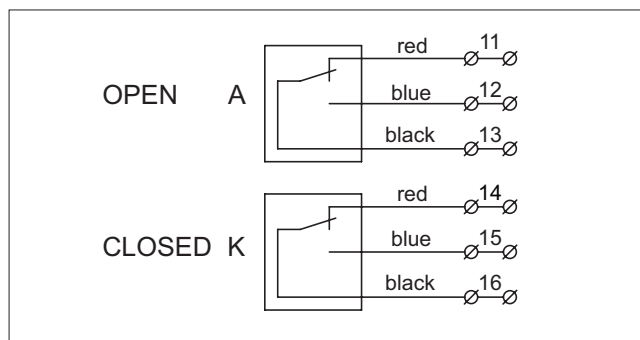 red 11
OPEN A blue 12
black 13
red 14
CLOSED K blue 15
black 16